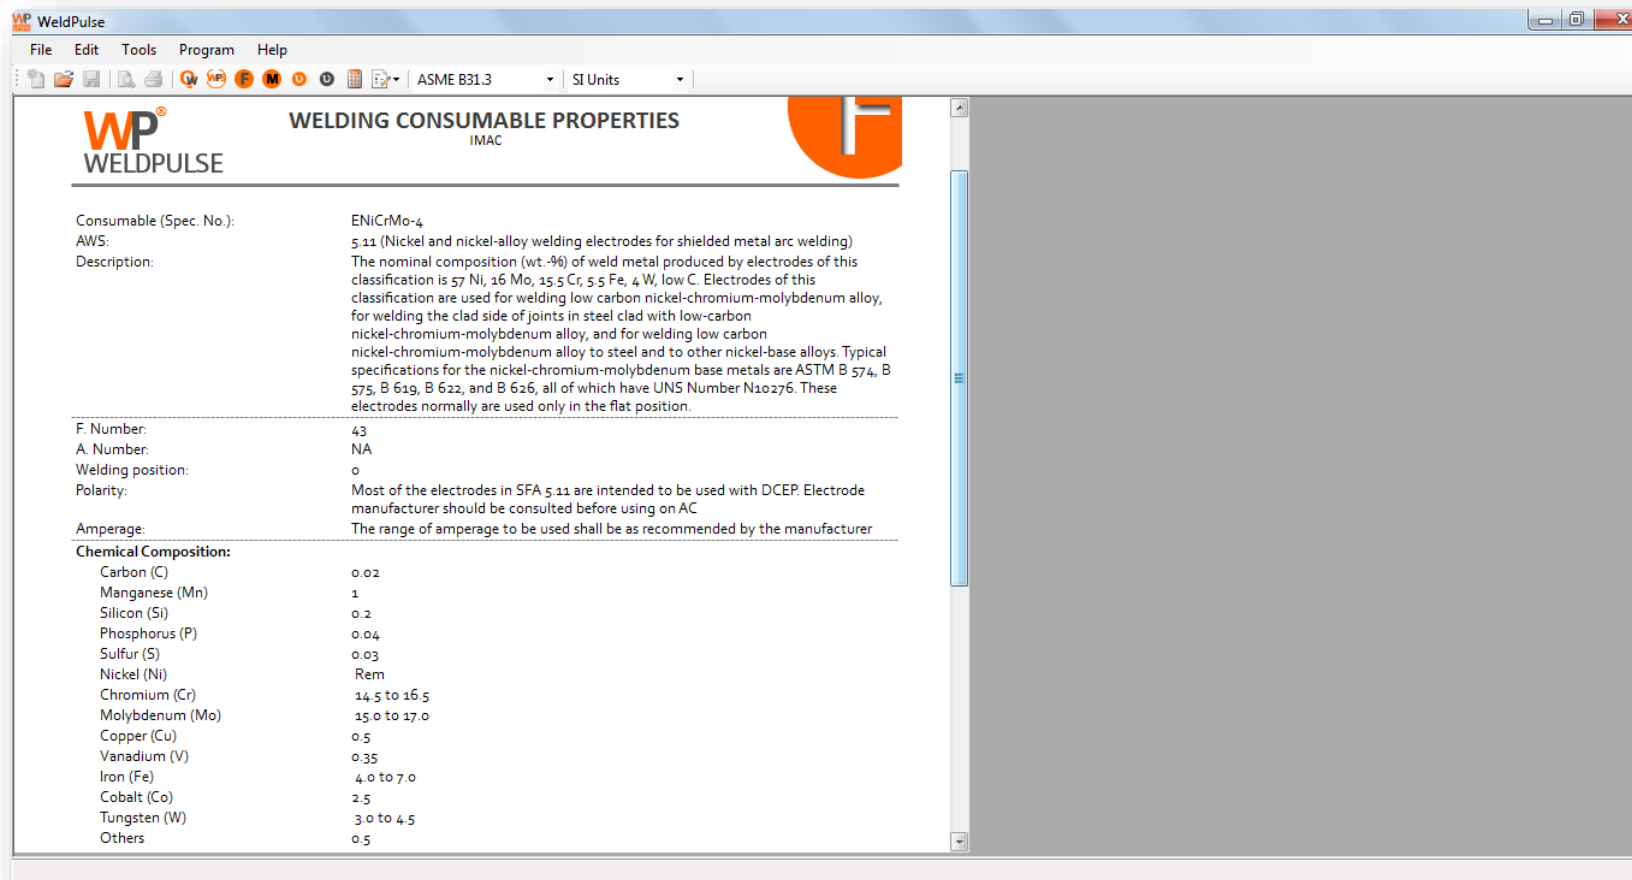 WP WeldPulse
File Edit Tools Program Help
ASME B31.3 SI Units
WP®
WELDPULSE
WELDING CONSUMABLE PROPERTIES
IMAC
F
Consumable (Spec. No.): ENiCrMo-4
AWS: 5.11 (Nickel and nickel-alloy welding electrodes for shielded metal arc welding)
Description: The nominal composition (wt.-%) of weld metal produced by electrodes of this
classification is 57 Ni, 16 Mo, 15.5 Cr, 5.5 Fe, 4 W, low C. Electrodes of this
classification are used for welding low carbon nickel-chromium-molybdenum alloy,
for welding the clad side of joints in steel clad with low-carbon
nickel-chromium-molybdenum alloy, and for welding low carbon
nickel-chromium-molybdenum alloy to steel and to other nickel-base alloys. Typical
specifications for the nickel-chromium-molybdenum base metals are ASTM B 574, B
575, B 619, B 622, and B 626, all of which have UNS Number N10276. These
electrodes normally are used only in the flat position.
F. Number: 43
A. Number: NA
Welding position: 0
Polarity: Most of the electrodes in SFA 5.11 are intended to be used with DCEP. Electrode
manufacturer should be consulted before using on AC
Amperage: The range of amperage to be used shall be as recommended by the manufacturer
Chemical Composition:
Carbon (C) 0.02
Manganese (Mn) 1
Silicon (Si) 0.2
Phosphorus (P) 0.04
Sulfur (S) 0.03
Nickel (Ni) Rem
Chromium (Cr) 14.5 to 16.5
Molybdenum (Mo) 15.0 to 17.0
Copper (Cu) 0.5
Vanadium (V) 0.35
Iron (Fe) 4.0 to 7.0
Cobalt (Co) 2.5
Tungsten (W) 3.0 to 4.5
Others 0.5